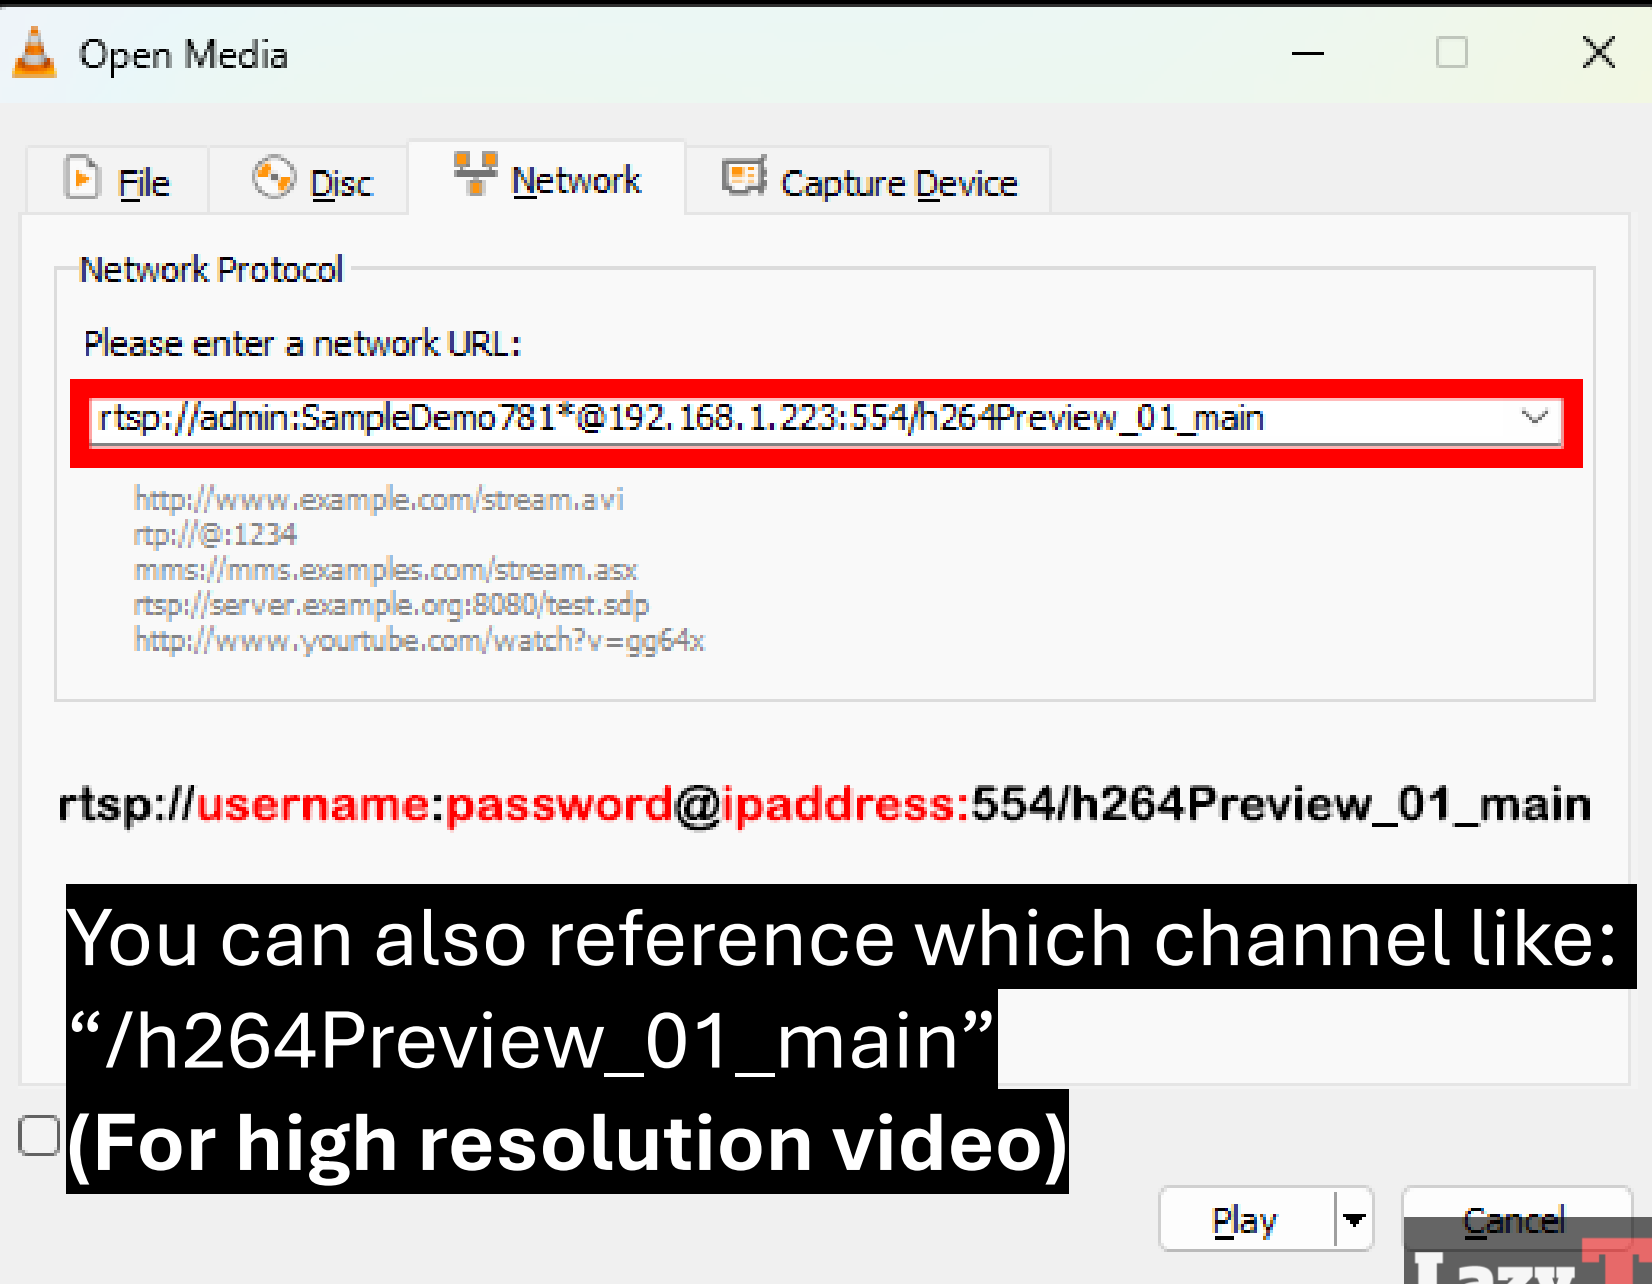 Open Media
File
Disc
Network
Capture Device
Network Protocol
Please enter a network URL:
rtsp://admin:SampleDemo781*@192.168.1.223:554/h264Preview_01_main
http://www.example.com/stream.avi
rtp://@:1234
mms://mms.examples.com/stream.asx
rtsp://server.example.org:8080/test.sdp
http://www.yourtube.com/watch?v=gg64x
rtsp://username:password@ipaddress:554/h264Preview_01_main
You can also reference which channel like:
“/h264Preview_01_main”
(For high resolution video)
Play
Cancel
Lazy